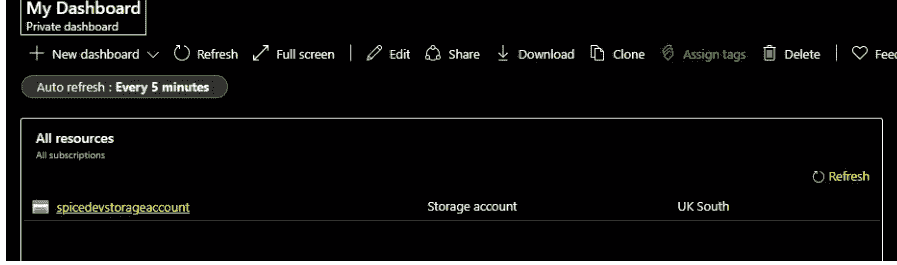 My Dashboard
Private dashboard
New dashboard Refresh Full screen Edit Share Download Clone Assign tags Delete Feec
Auto refresh : Every 5 minutes
All resources
All subscriptions
Refresh
spicedevstorageaccount Storage account UK South